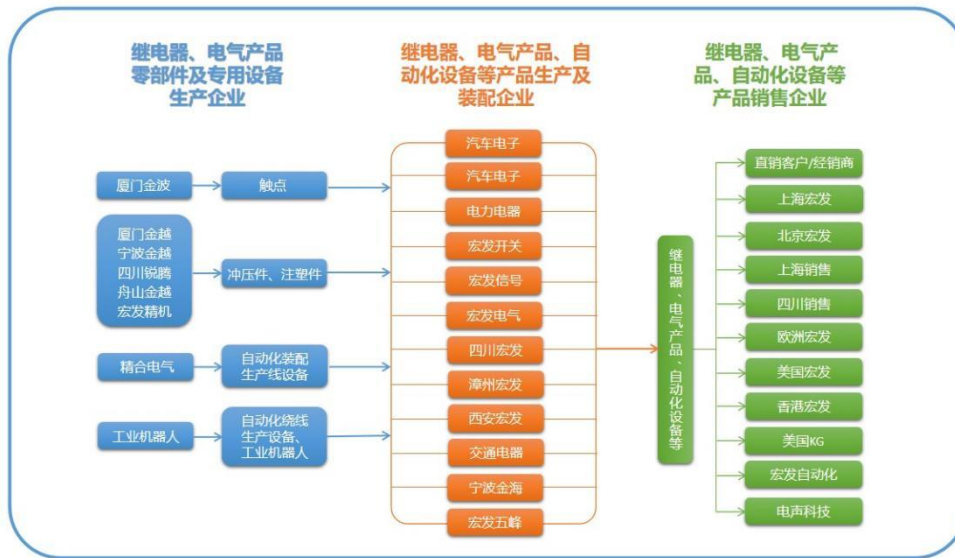 继电器、电气产品
零部件及专用设备
生产企业
继电器、电气产品、自
动化设备等产品生产及
装配企业
继电器、电气产
品、自动化设备等
产品销售企业
厦门金波
触点
厦门金越
宁波金越
四川锐腾
舟山金越
宏发精机
冲压件、注塑件
精合电气
自动化装配
生产线设备
工业机器人
自动化绕线
生产设备、
工业机器人
汽车电子
汽车电子
电力电器
宏发开关
宏发信号
宏发电气
四川宏发
漳州宏发
西安宏发
交通电器
宁波金海
宏发五峰
继电器、电气产品、自动化设备等
直销客户/经销商
上海宏发
北京宏发
上海销售
四川销售
欧洲宏发
美国宏发
香港宏发
美国KG
宏发自动化
电声科技